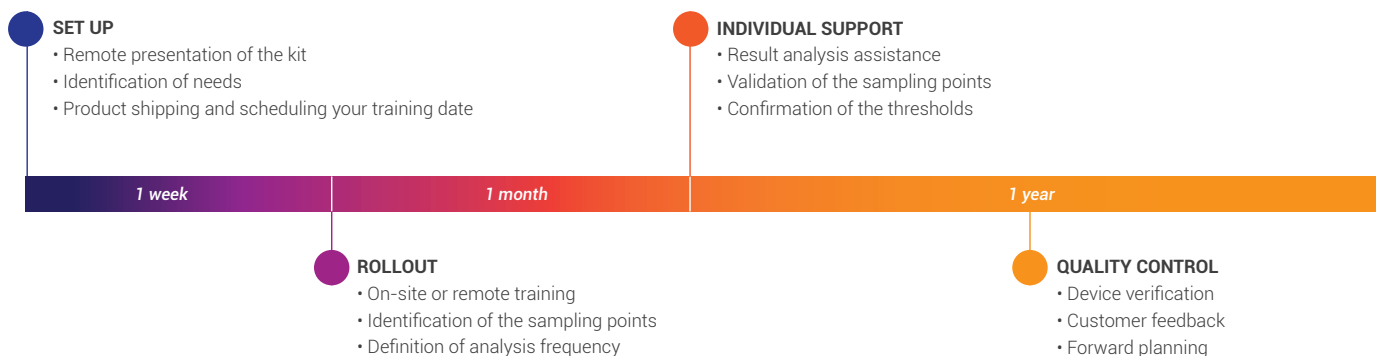 SET UP
• Remote presentation of the kit
• Identification of needs
• Product shipping and scheduling your training date
INDIVIDUAL SUPPORT
• Result analysis assistance
• Validation of the sampling points
• Confirmation of the thresholds
1 week
1 month
1 year
ROLLOUT
• On-site or remote training
• Identification of the sampling points
• Definition of analysis frequency
QUALITY CONTROL
• Device verification
• Customer feedback
• Forward planning